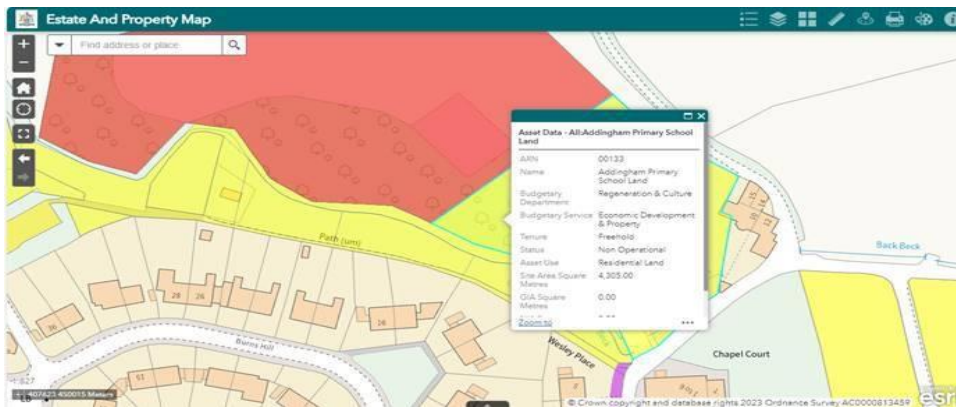 Estate And Property Map
Find address or place
Asset Data - All:Addingham Primary School
Land
ARN 00133
Name Addingham Primary
School Land
Budgetary Department Regeneration & Culture
Budgetary Service Economic Development
& Property
Tenure Freehold
Status Non Operational
Asset Use Residential Land
Site Area Square
Metres 4,305.00
GIA Square
Metres 0.00
Zoom to
Path (um)
Back Beck
28 26
36
38
Burns Hill
Wesley Place
Chapel Court
53
© Crown copyright and database rights 2023 Ordnance Survey AC0000813459
esri